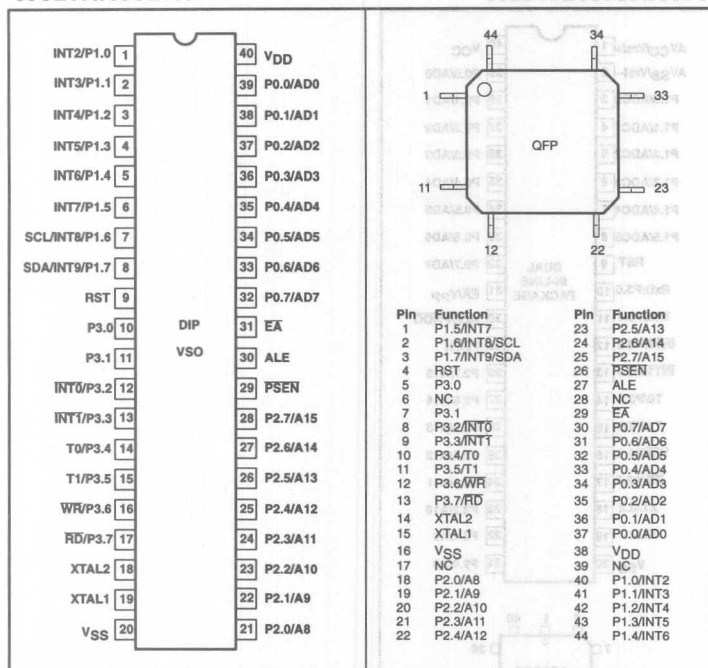 INT2/P1.0 1 40 VDD
INT3/P1.1 2 39 P0.0/AD0
INT4/P1.2 3 38 P0.1/AD1
INT5/P1.3 4 37 P0.2/AD2
INT6/P1.4 5 36 P0.3/AD3
INT7/P1.5 6 35 P0.4/AD4
SCL/INT8/P1.6 7 34 P0.5/AD5
SDA/INT9/P1.7 8 33 P0.6/AD6
RST 9 32 P0.7/AD7
P3.0 10 DIP 31 E̅A̅
P3.1 11 VSO 30 ALE
I̅N̅T̅0̅/P3.2 12 29 P̅S̅E̅N̅
I̅N̅T̅1̅/P3.3 13 28 P2.7/A15
T0/P3.4 14 27 P2.6/A14
T1/P3.5 15 26 P2.5/A13
W̅R̅/P3.6 16 25 P2.4/A12
R̅D̅/P3.7 17 24 P2.3/A11
XTAL2 18 23 P2.2/A10
XTAL1 19 22 P2.1/A9
VSS 20 21 P2.0/A8
44 34
1 33
QFP
11 23
12 22
Pin Function Pin Function
1 P1.5/INT7 23 P2.5/A13
2 P1.6/INT8/SCL 24 P2.6/A14
3 P1.7/INT9/SDA 25 P2.7/A15
4 RST 26 P̅S̅E̅N̅
5 P3.0 27 ALE
6 NC 28 NC
7 P3.1 29 E̅A̅
8 P3.2/I̅N̅T̅0̅ 30 P0.7/AD7
9 P3.3/I̅N̅T̅1̅ 31 P0.6/AD6
10 P3.4/T0 32 P0.5/AD5
11 P3.5/T1 33 P0.4/AD4
12 P3.6/W̅R̅ 34 P0.3/AD3
13 P3.7/R̅D̅ 35 P0.2/AD2
14 XTAL2 36 P0.1/AD1
15 XTAL1 37 P0.0/AD0
16 VSS 38 VDD
17 NC 39 NC
18 P2.0/A8 40 P1.0/INT2
19 P2.1/A9 41 P1.1/INT3
20 P2.2/A10 42 P1.2/INT4
21 P2.3/A11 43 P1.3/INT5
22 P2.4/A12 44 P1.4/INT6